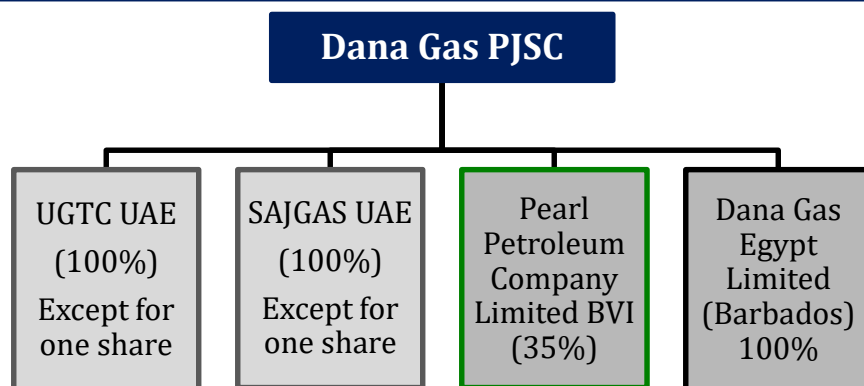 Dana Gas PJSC
UGTC UAE
(100%)
Except for
one share
SAJGAS UAE
(100%)
Except for
one share
Pearl
Petroleum
Company
Limited BVI
(35%)
Dana Gas
Egypt
Limited
(Barbados)
100%